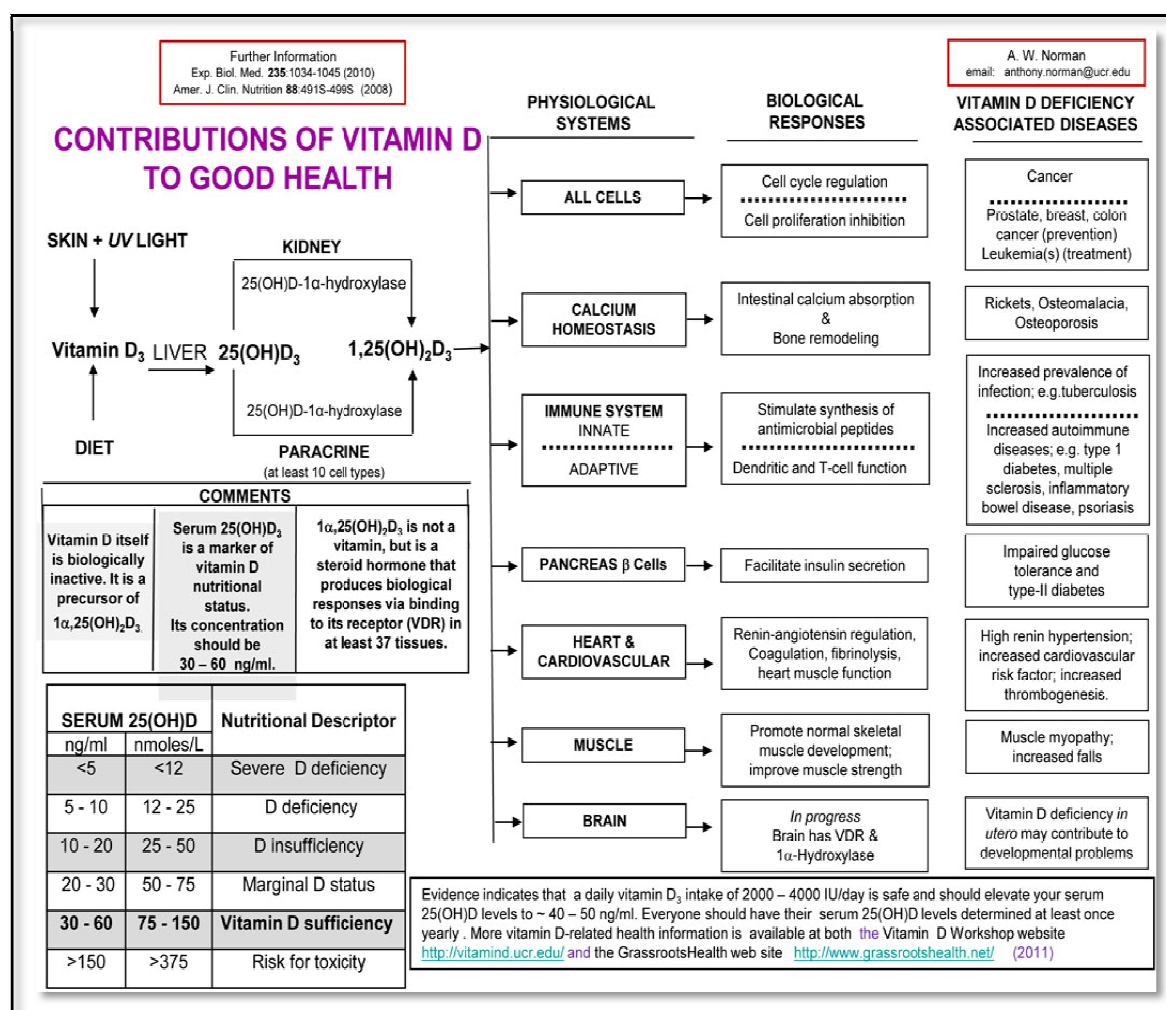 Further Information
Exp. Biol. Med. 235:1034-1045 (2010)
Amer. J. Clin. Nutrition 88:491S-499S (2008)
A. W. Norman
email: anthony.norman@ucr.edu
CONTRIBUTIONS OF VITAMIN D
TO GOOD HEALTH
SKIN + UV LIGHT
KIDNEY
25(OH)D-1α-hydroxylase
Vitamin D₃ LIVER 25(OH)D₃ 1,25(OH)₂D₃
25(OH)D-1α-hydroxylase
DIET
PARACRINE
(at least 10 cell types)
PHYSIOLOGICAL
SYSTEMS
BIOLOGICAL
RESPONSES
VITAMIN D DEFICIENCY
ASSOCIATED DISEASES
ALL CELLS
Cell cycle regulation
Cell proliferation inhibition
Cancer
Prostate, breast, colon
cancer (prevention)
Leukemia(s) (treatment)
CALCIUM
HOMEOSTASIS
Intestinal calcium absorption
&
Bone remodeling
Rickets, Osteomalacia,
Osteoporosis
IMMUNE SYSTEM
INNATE
ADAPTIVE
Stimulate synthesis of
antimicrobial peptides
Dendritic and T-cell function
Increased prevalence of
infection; e.g.tuberculosis
Increased autoimmune
diseases; e.g. type 1
diabetes, multiple
sclerosis, inflammatory
bowel disease, psoriasis
PANCREAS β Cells
Facilitate insulin secretion
Impaired glucose
tolerance and
type-II diabetes
HEART &
CARDIOVASCULAR
Renin-angiotensin regulation,
Coagulation, fibrinolysis,
heart muscle function
High renin hypertension;
increased cardiovascular
risk factor; increased
thrombogenesis.
MUSCLE
Promote normal skeletal
muscle development;
improve muscle strength
Muscle myopathy;
increased falls
BRAIN
In progress
Brain has VDR &
1α-Hydroxylase
Vitamin D deficiency in
utero may contribute to
developmental problems
COMMENTS
Vitamin D itself
is biologically
inactive. It is a
precursor of
1α,25(OH)₂D₃.
Serum 25(OH)D₃
is a marker of
vitamin D
nutritional
status.
Its concentration
should be
30 – 60 ng/ml.
1α,25(OH)₂D₃ is not a
vitamin, but is a
steroid hormone that
produces biological
responses via binding
to its receptor (VDR) in
at least 37 tissues.
SERUM 25(OH)D Nutritional Descriptor
ng/ml nmoles/L
<5 <12 Severe D deficiency
5 - 10 12 - 25 D deficiency
10 - 20 25 - 50 D insufficiency
20 - 30 50 - 75 Marginal D status
30 - 60 75 - 150 Vitamin D sufficiency
>150 >375 Risk for toxicity
Evidence indicates that a daily vitamin D₃ intake of 2000 – 4000 IU/day is safe and should elevate your serum
25(OH)D levels to ~ 40 – 50 ng/ml. Everyone should have their serum 25(OH)D levels determined at least once
yearly . More vitamin D-related health information is available at both the Vitamin D Workshop website
http://vitamind.ucr.edu/ and the GrassrootsHealth web site http://www.grassrootshealth.net/ (2011)